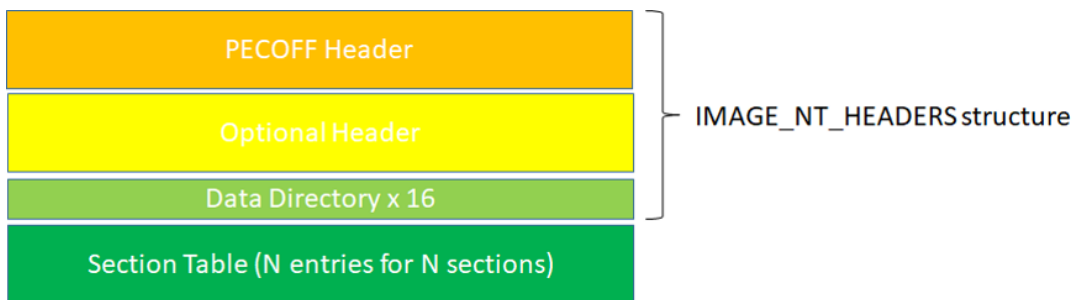 PECOFF Header
Optional Header
IMAGE_NT_HEADERS structure
Data Directory x 16
Section Table (N entries for N sections)